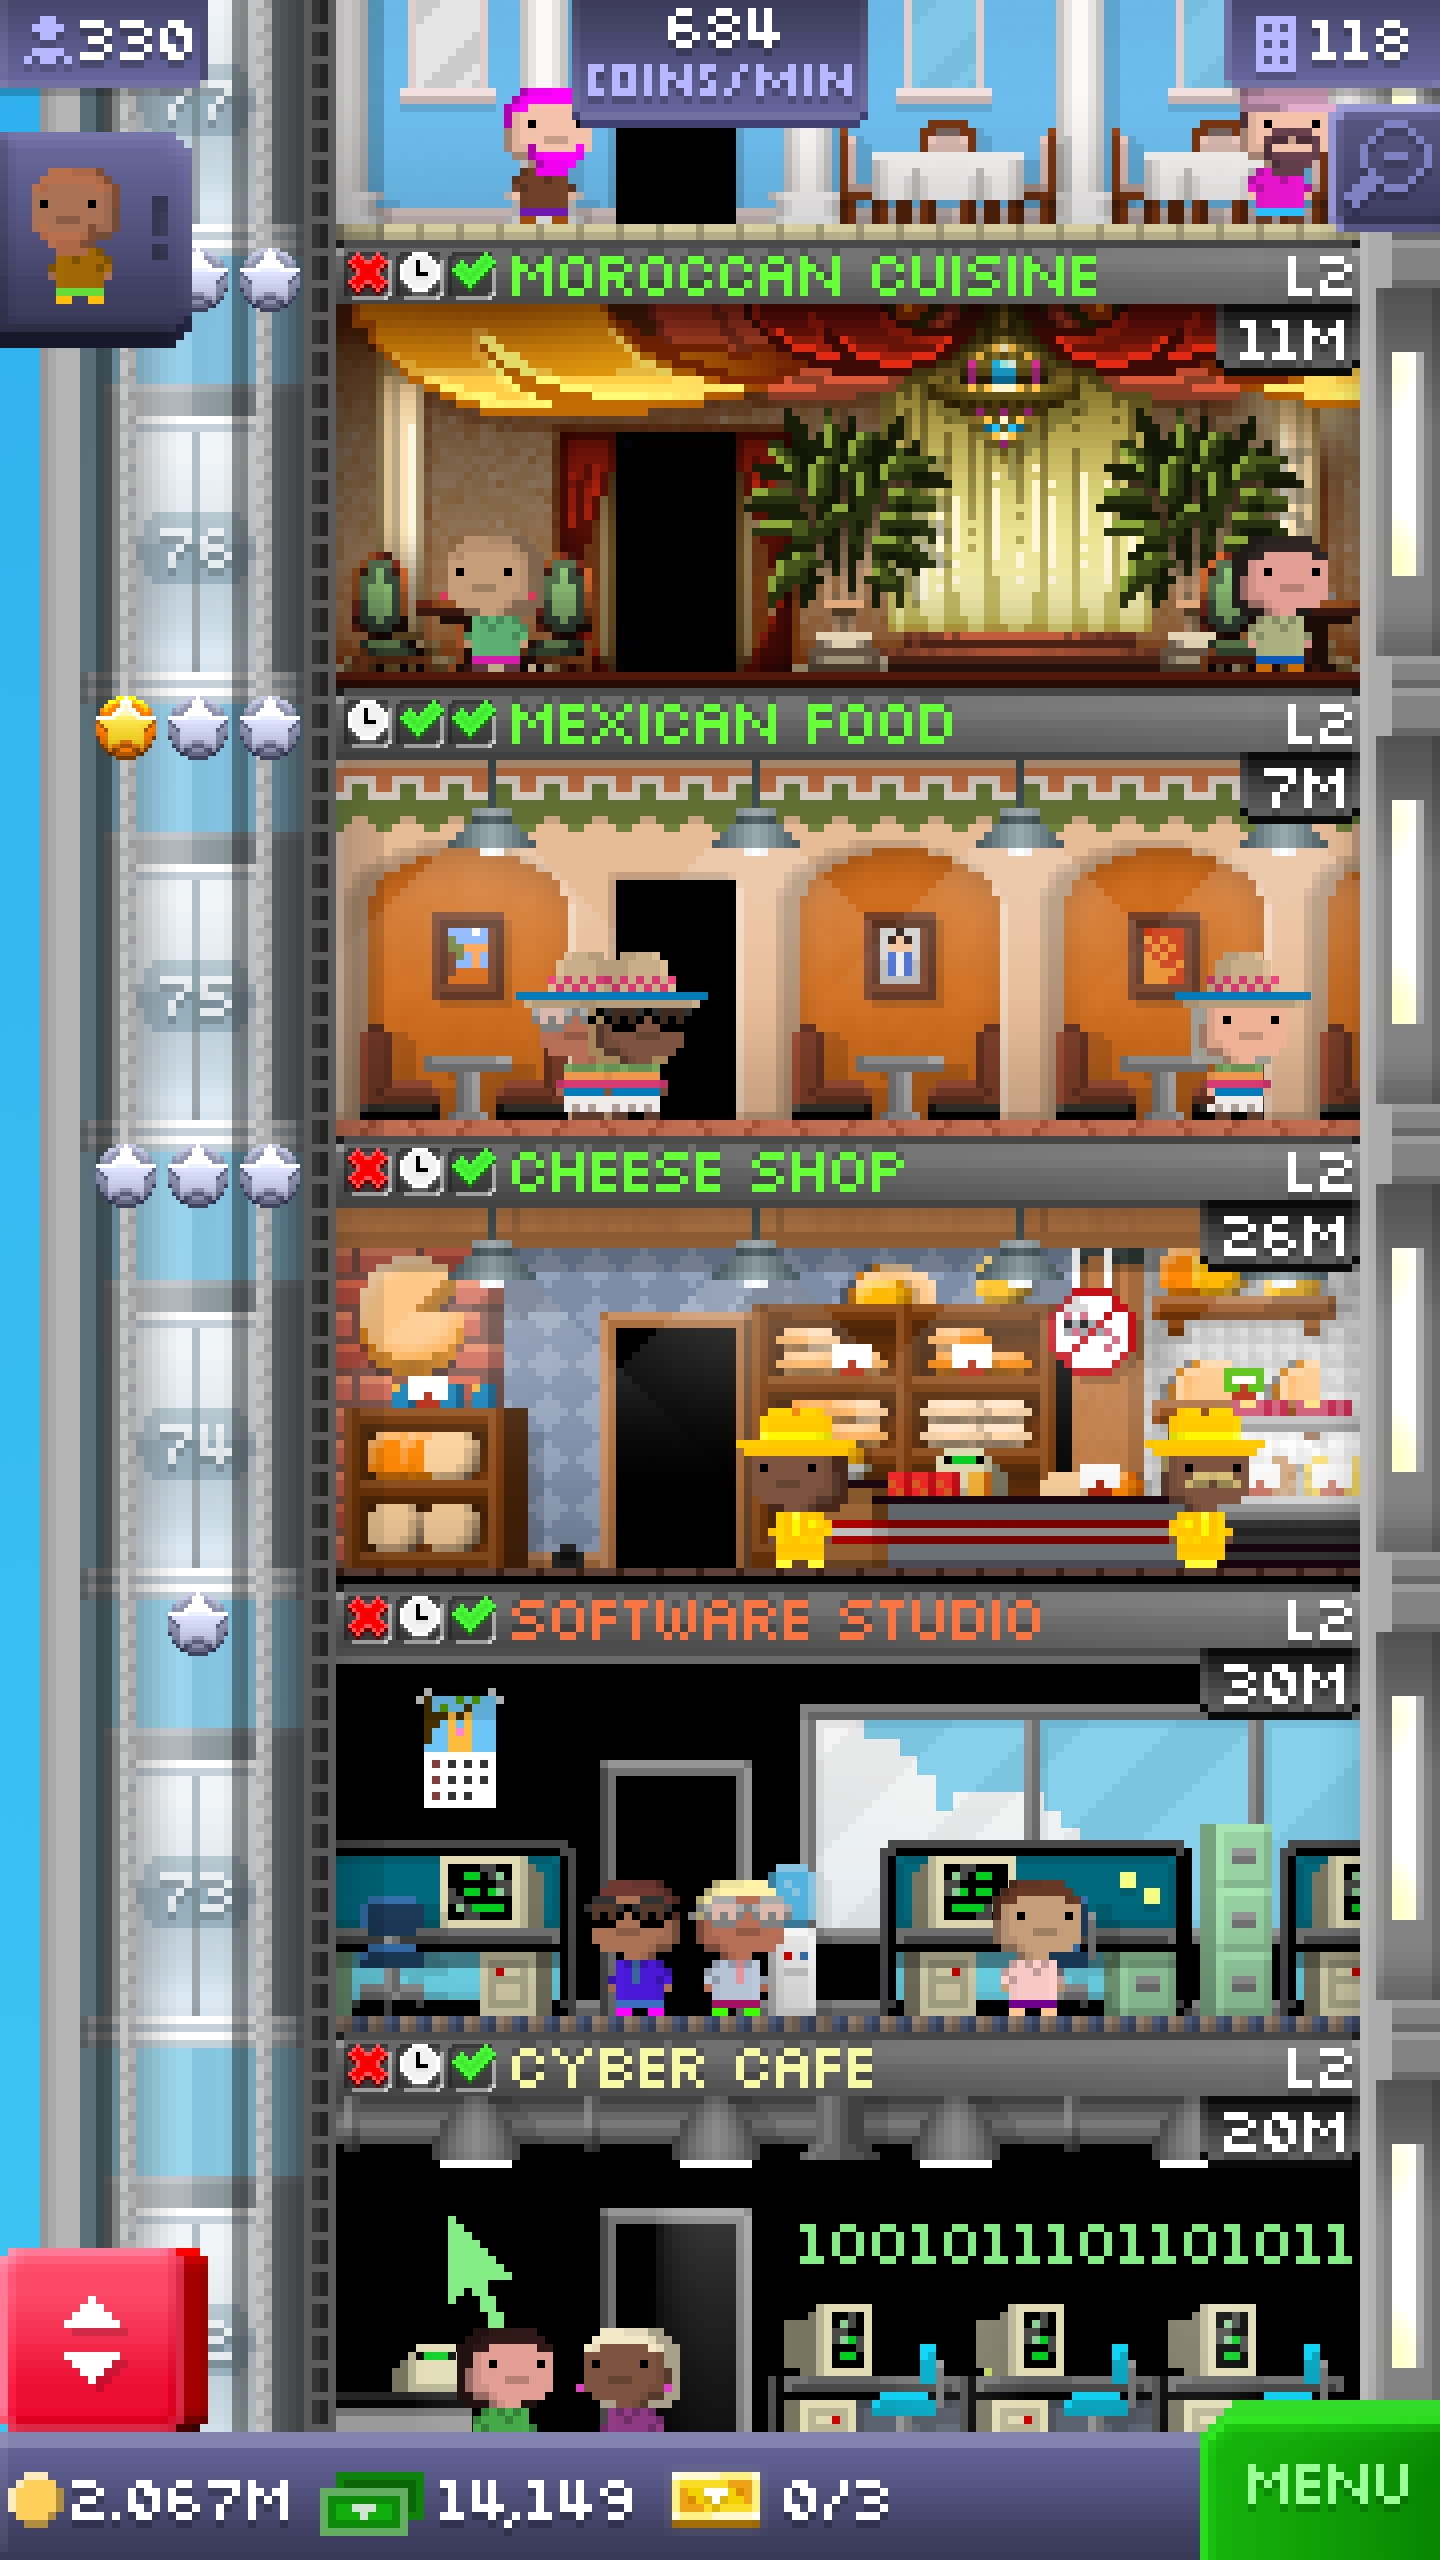 330
684
COINS/MIN
118
77
MOROCCAN CUISINE
L2
11M
76
MEXICAN FOOD
L2
7M
75
CHEESE SHOP
L2
26M
74
SOFTWARE STUDIO
L2
30M
73
CYBER CAFE
L2
20M
1001011101101011
2.067M
14,149
0/3
MENU